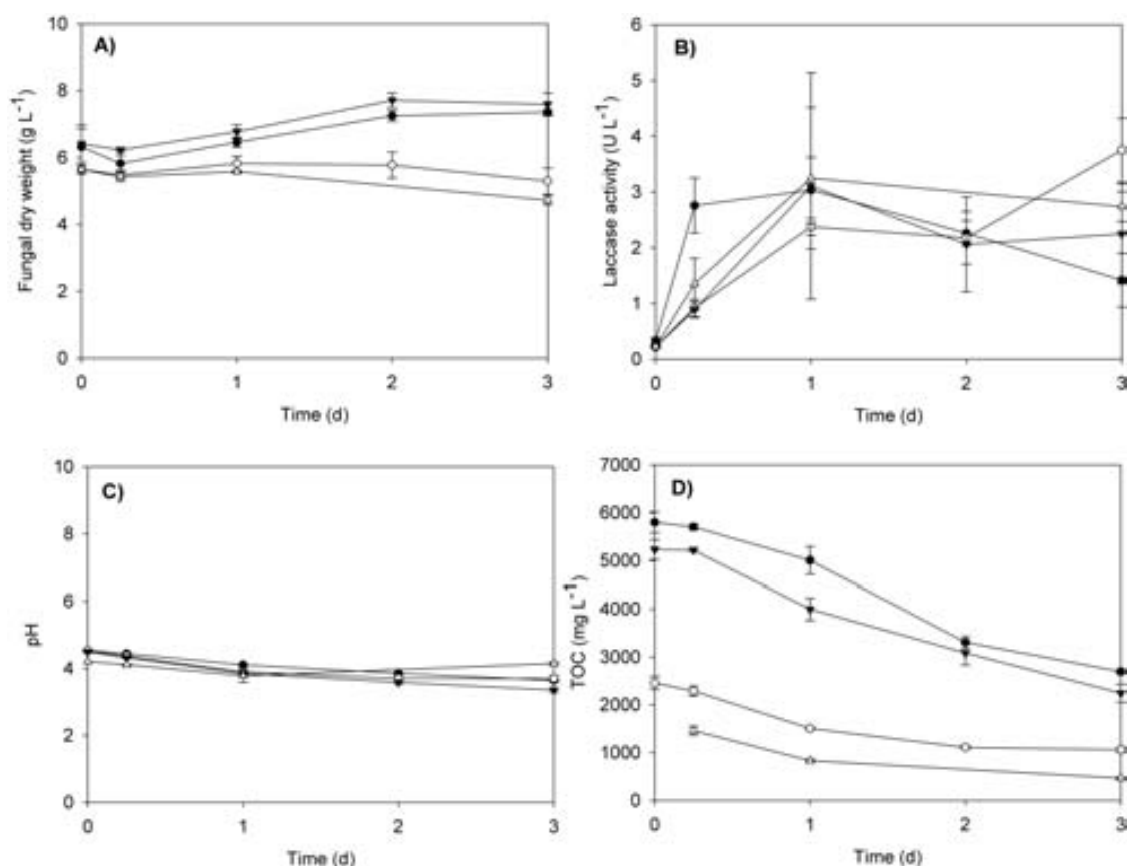 A)
Fungal dry weight (g L⁻¹)
10
8
6
4
2
0
0 1 2 3
Time (d)
B)
Laccase activity (U L⁻¹)
6
5
4
3
2
1
0
0 1 2 3
Time (d)
C)
pH
10
8
6
4
2
0
0 1 2 3
Time (d)
D)
TOC (mg L⁻¹)
7000
6000
5000
4000
3000
2000
1000
0
0 1 2 3
Time (d)